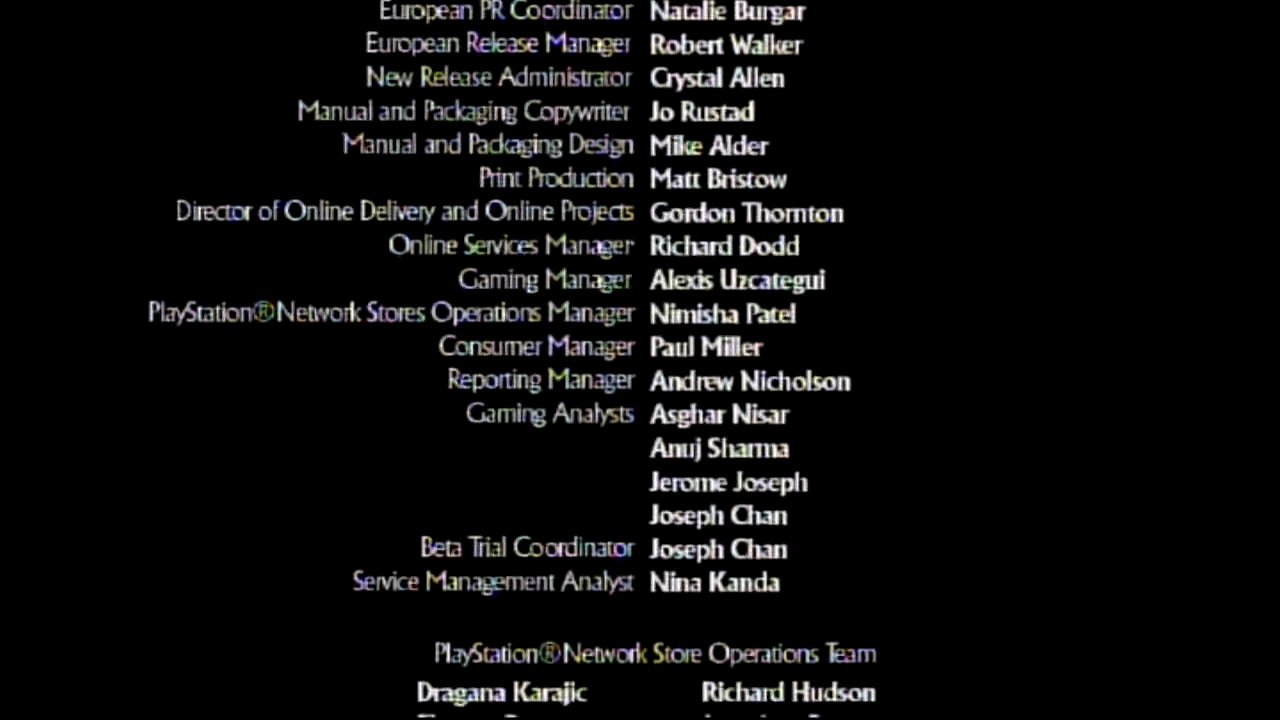 European PR Coordinator Natalie Burgar
European Release Manager Robert Walker
New Release Administrator Crystal Allen
Manual and Packaging Copywriter Jo Rustad
Manual and Packaging Design Mike Alder
Print Production Matt Bristow
Director of Online Delivery and Online Projects Gordon Thornton
Online Services Manager Richard Dodd
Gaming Manager Alexis Uzcategui
PlayStation®Network Stores Operations Manager Nimisha Patel
Consumer Manager Paul Miller
Reporting Manager Andrew Nicholson
Gaming Analysts Asghar Nisar
Anuj Sharma
Jerome Joseph
Joseph Chan
Beta Trial Coordinator Joseph Chan
Service Management Analyst Nina Kanda
PlayStation®Network Store Operations Team
Dragana Karajic Richard Hudson